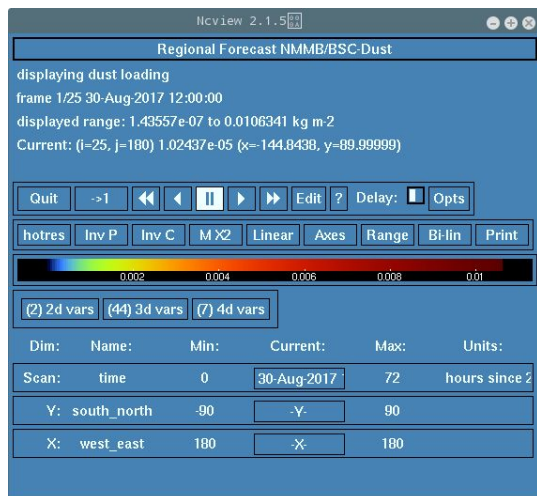 Ncview 2.1.5
Regional Forecast NMMB/BSC-Dust
displaying dust loading
frame 1/25 30-Aug-2017 12:00:00
displayed range: 1.43557e-07 to 0.0106341 kg m-2
Current: (i=25, j=180) 1.02437e-05 (x=-144.8438, y=89.99999)
Quit ->1 Edit ? Delay: Opts
hotres Inv P Inv C M X2 Linear Axes Range Bi-lin Print
0.002 0.004 0.006 0.008 0.01
(2) 2d vars (44) 3d vars (7) 4d vars
Dim: Name: Min: Current: Max: Units:
Scan: time 0 30-Aug-2017 72 hours since 2
Y: south_north -90 -Y- 90
X: west_east 180 -X- 180